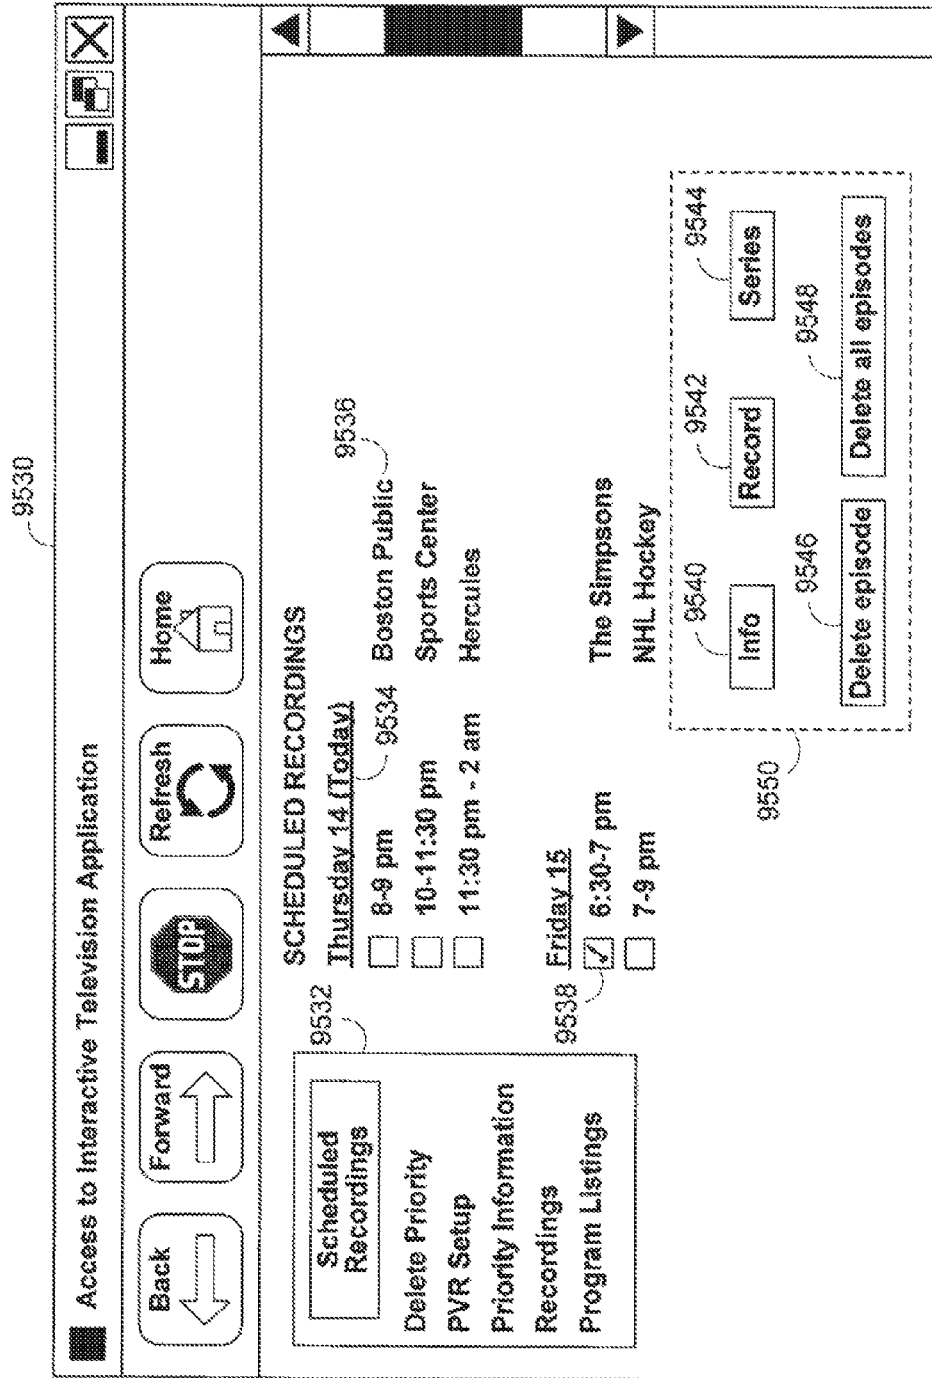 9530
Access to Interactive Television Application
Back
Forward
STOP
Refresh
Home
9532
Scheduled
Recordings
Delete Priority
PVR Setup
Priority Information
Recordings
Program Listings
SCHEDULED RECORDINGS
Thursday 14 (Today)
9534
9536
8-9 pm Boston Public
10-11:30 pm Sports Center
11:30 pm - 2 am Hercules
Friday 15
9538
6:30-7 pm The Simpsons
7-9 pm NHL Hockey
9550
9540 9542 9544
Info Record Series
9546 9548
Delete episode Delete all episodes